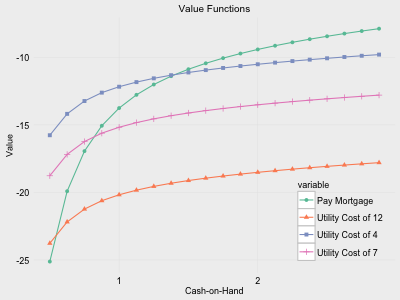 Value Functions
-10
-15
-20
-25
Value
1
2
Cash-on-Hand
variable
Pay Mortgage
Utility Cost of 12
Utility Cost of 4
Utility Cost of 7